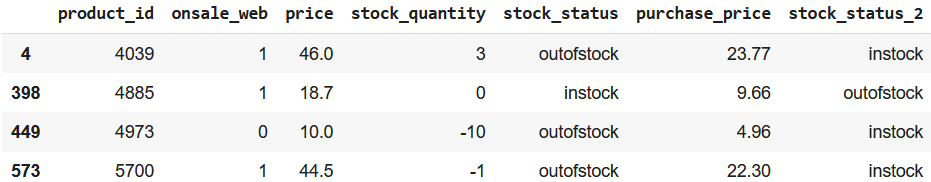 product_id onsale_web price stock_quantity stock_status purchase_price stock_status_2
4 4039 1 46.0 3 outofstock 23.77 instock
398 4885 1 18.7 0 instock 9.66 outofstock
449 4973 0 10.0 -10 outofstock 4.96 instock
573 5700 1 44.5 -1 outofstock 22.30 instock